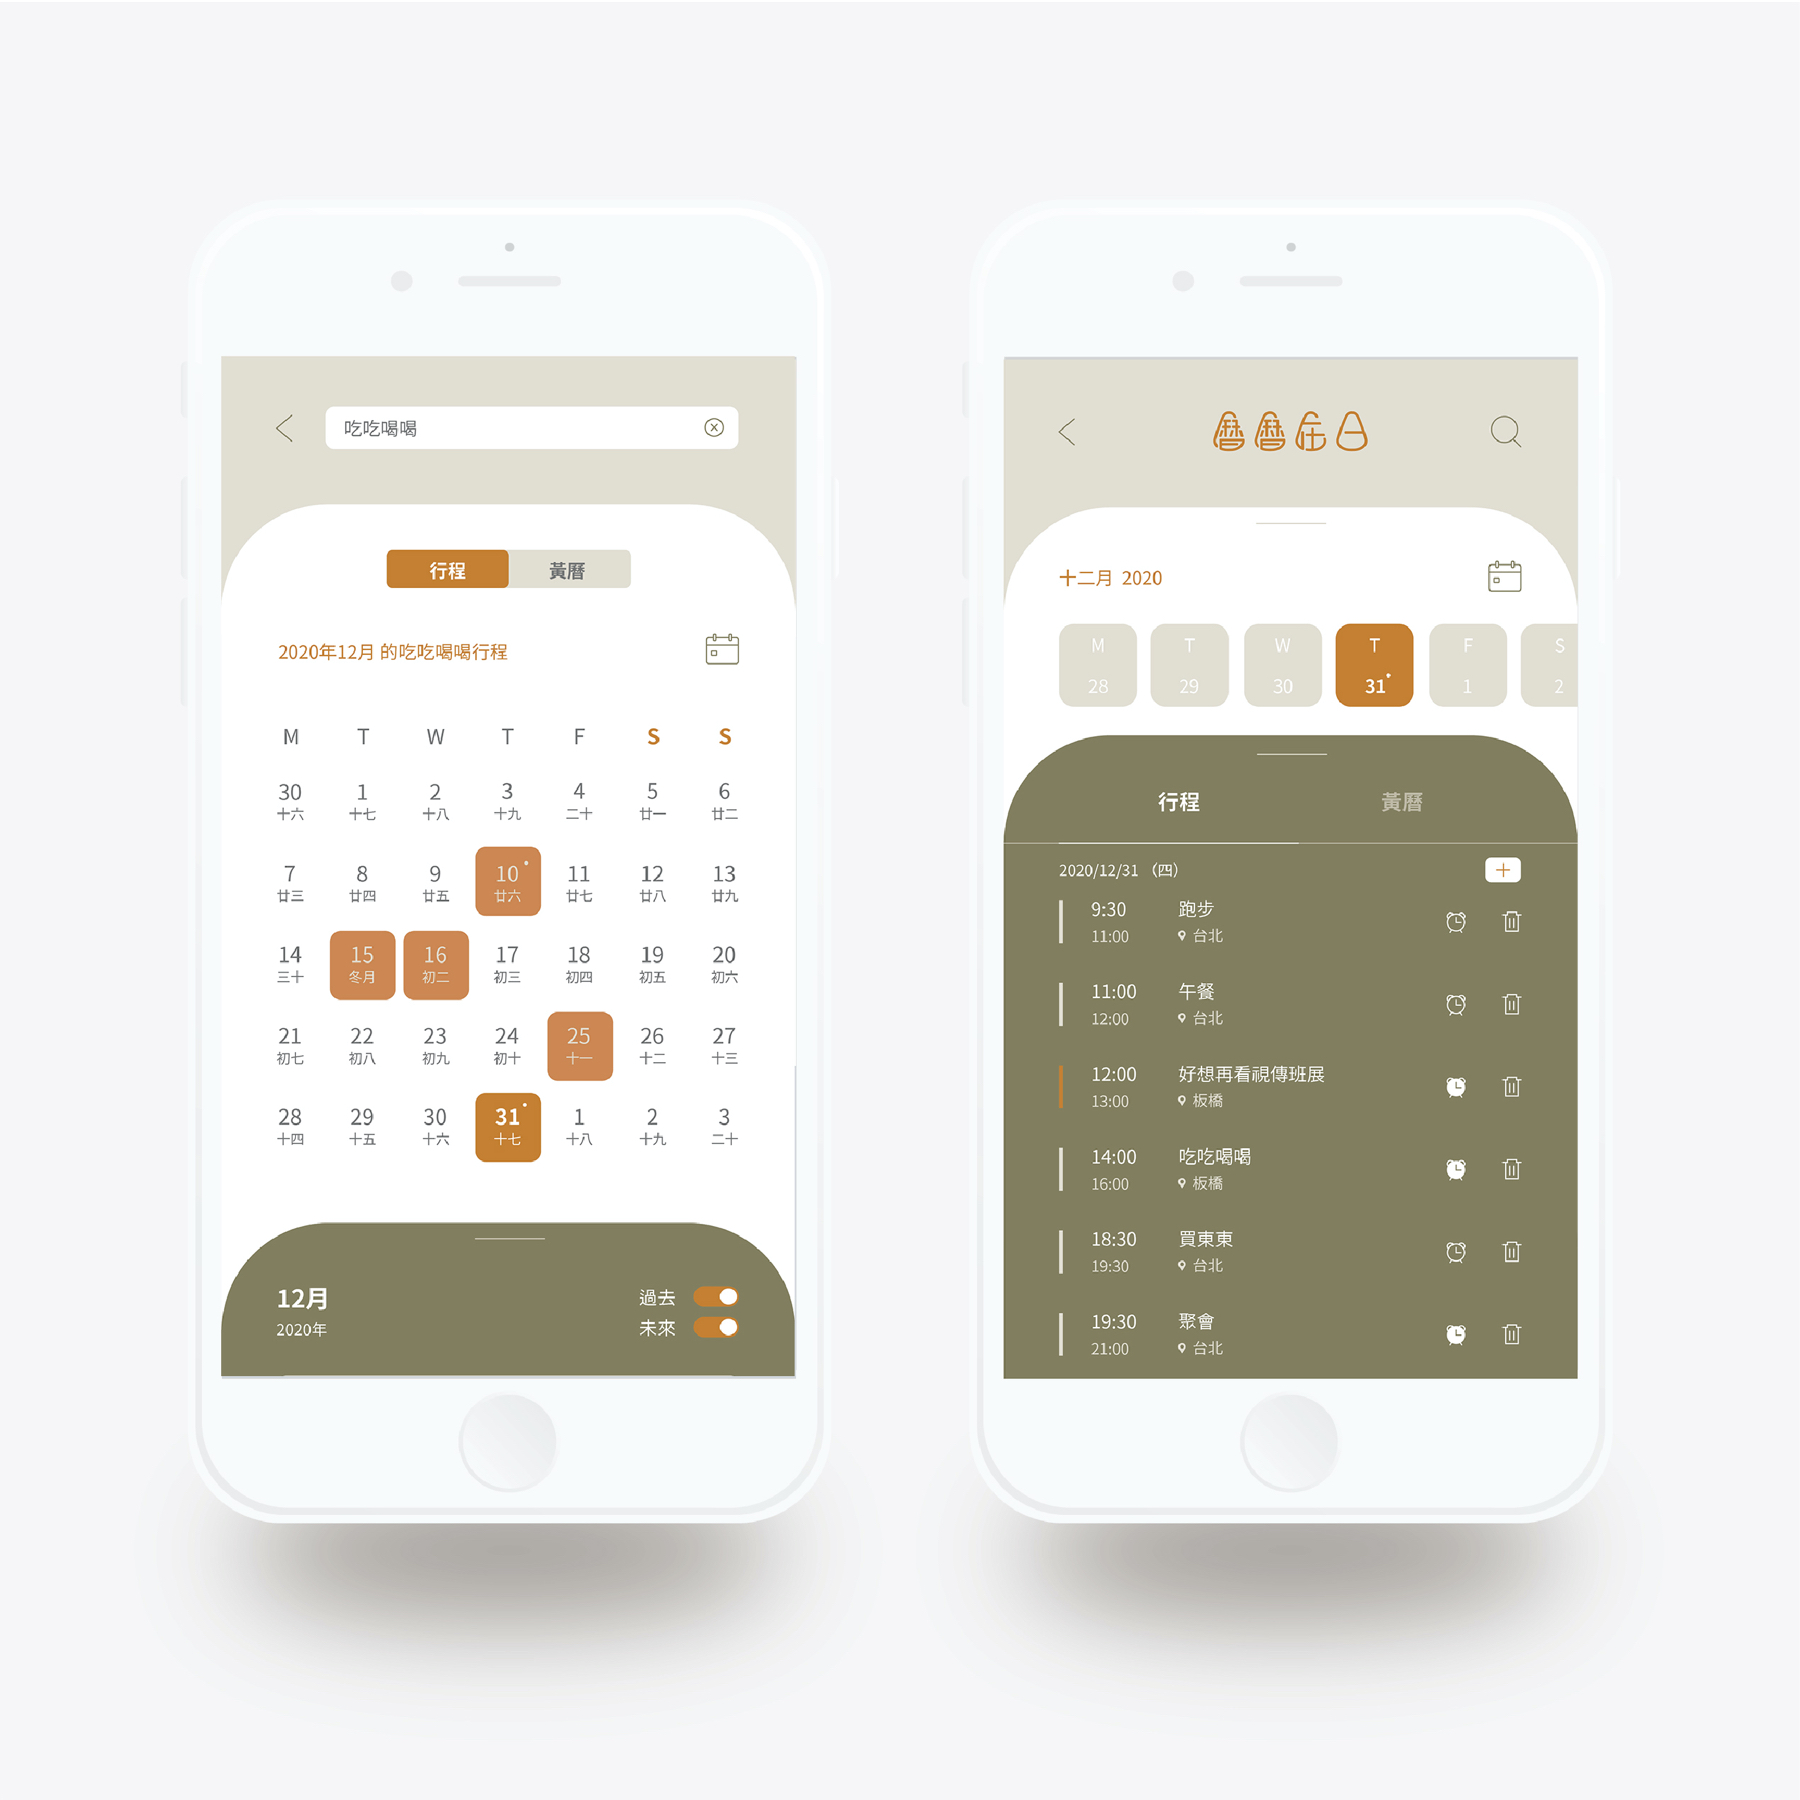 吃吃喝喝
行程 黃曆
2020年12月 的吃吃喝喝行程
M T W T F S S
30 1 2 3 4 5 6
十六 十七 十八 十九 二十 廿一 廿二
7 8 9 10 11 12 13
廿三 廿四 廿五 廿六 廿七 廿八 廿九
14 15 16 17 18 19 20
三十 冬月 初二 初三 初四 初五 初六
21 22 23 24 25 26 27
初七 初八 初九 初十 十一 十二 十三
28 29 30 31 1 2 3
十四 十五 十六 十七 十八 十九 二十
12月 過去
2020年 未來
十二月 2020
M T W T F S
28 29 30 31 1 2
行程 黃曆
2020/12/31 （四）
9:30 跑步
11:00 台北
11:00 午餐
12:00 台北
12:00 好想再看視傳班展
13:00 板橋
14:00 吃吃喝喝
16:00 板橋
18:30 買東東
19:30 台北
19:30 聚會
21:00 台北